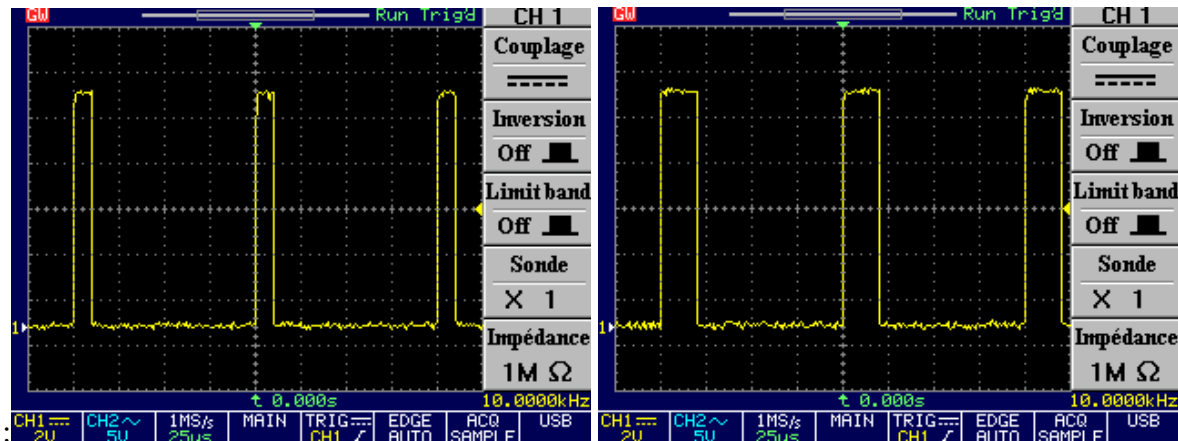 GW Run Trig'd CH 1
Couplage
Inversion
Off
Limit band
Off
Sonde
X 1
Impédance
1M Ω
1
0.000s 10.0000kHz
CH1 CH2 1MS/s MAIN TRIG EDGE ACQ USB
2V 5V 25us CH1 AUTO SAMPLE
:
GW Run Trig'd CH 1
Couplage
Inversion
Off
Limit band
Off
Sonde
X 1
Impédance
1M Ω
1
0.000s 10.0000kHz
CH1 CH2 1MS/s MAIN TRIG EDGE ACQ USB
2V 5V 25us CH1 AUTO SAMPLE